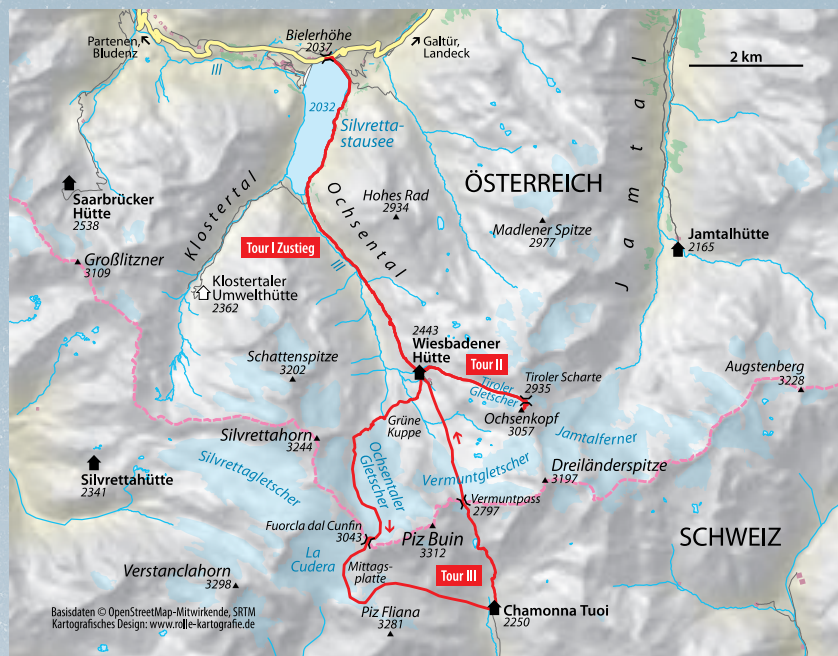 Partenen,
Bludenz
Bielerhöhe
2037
Galtür,
Landeck
2 km
Ill
2032
Silvretta-
stausee
Jamtal
Saarbrücker
Hütte
2538
Klostertal
Ochsental
Hohes Rad
2934
ÖSTERREICH
Madlener Spitze
2977
Jamtalhütte
2165
Großlitzner
3109
Tour I Zustieg
Ill
Klostertaler
Umwelthütte
2362
2443
Wiesbadener
Hütte
Tour II
Schattenspitze
3202
Tiroler
Gletscher
Tiroler Scharte
2935
Augstenberg
3228
Ochsenkopf
3057
Grüne
Kuppe
Silvrettahorn
3244
Jamtalferner
Ochsentaler
Gletscher
Silvrettagletscher
Silvrettahütte
2341
Vermuntgletscher
Dreiländerspitze
3197
Vermuntpass
2797
Fuorcla dal Cunfin
3043
Piz Buin
3312
SCHWEIZ
La
Cudera
Mittags-
platte
Verstanclahorn
3298
Tour III
Chamonna Tuoi
2250
Piz Fliana
3281
Basisdaten © OpenStreetMap-Mitwirkende, SRTM
Kartografisches Design: www.rolle-kartografie.de